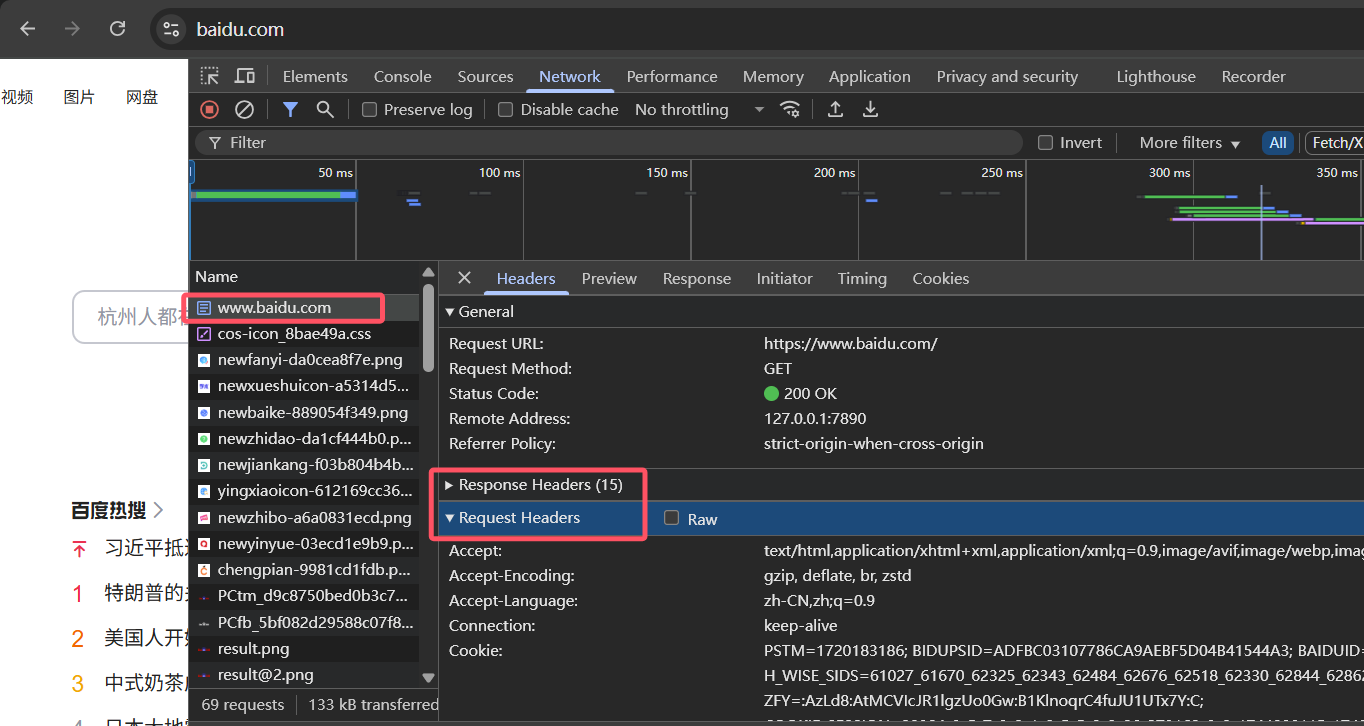 baidu.com
视频 图片 网盘
Elements Console Sources Network Performance Memory Application Privacy and security Lighthouse Recorder
Preserve log Disable cache No throttling
Filter Invert More filters All Fetch/X
50 ms 100 ms 150 ms 200 ms 250 ms 300 ms 350 ms
杭州人都
百度热搜
习近平抵
1 特朗普的
2 美国人开
3 中式奶茶
Name
www.baidu.com
cos-icon_8bae49a.css
newfanyi-da0cea8f7e.png
newxueshuicon-a5314d5...
newbaike-889054f349.png
newzhidao-da1cf444b0.p...
newjiankang-f03b804b4b...
yingxiaoicon-612169cc36...
newzhibo-a6a0831ecd.png
newyinyue-03ecd1e9b9.p...
chengpian-9981cd1fdb.p...
PCtm_d9c8750bed0b3c7...
PCfb_5bf082d29588c07f8...
result.png
result@2.png
69 requests 133 kB transferred
Headers Preview Response Initiator Timing Cookies
General
Request URL: https://www.baidu.com/
Request Method: GET
Status Code: 200 OK
Remote Address: 127.0.0.1:7890
Referrer Policy: strict-origin-when-cross-origin
Response Headers (15)
Request Headers Raw
Accept: text/html,application/xhtml+xml,application/xml;q=0.9,image/avif,image/webp,ima
Accept-Encoding: gzip, deflate, br, zstd
Accept-Language: zh-CN,zh;q=0.9
Connection: keep-alive
Cookie: PSTM=1720183186; BIDUPSID=ADFBC03107786CA9AEBF5D04B41544A3; BAIDUID=
H_WISE_SIDS=61027_61670_62325_62343_62484_62676_62518_62330_62844_62862
ZFY=:AzLd8:AtMCVIcJR1lgzUo0Gw:B1KlnoqrC4fuJU1UTx7Y:C;